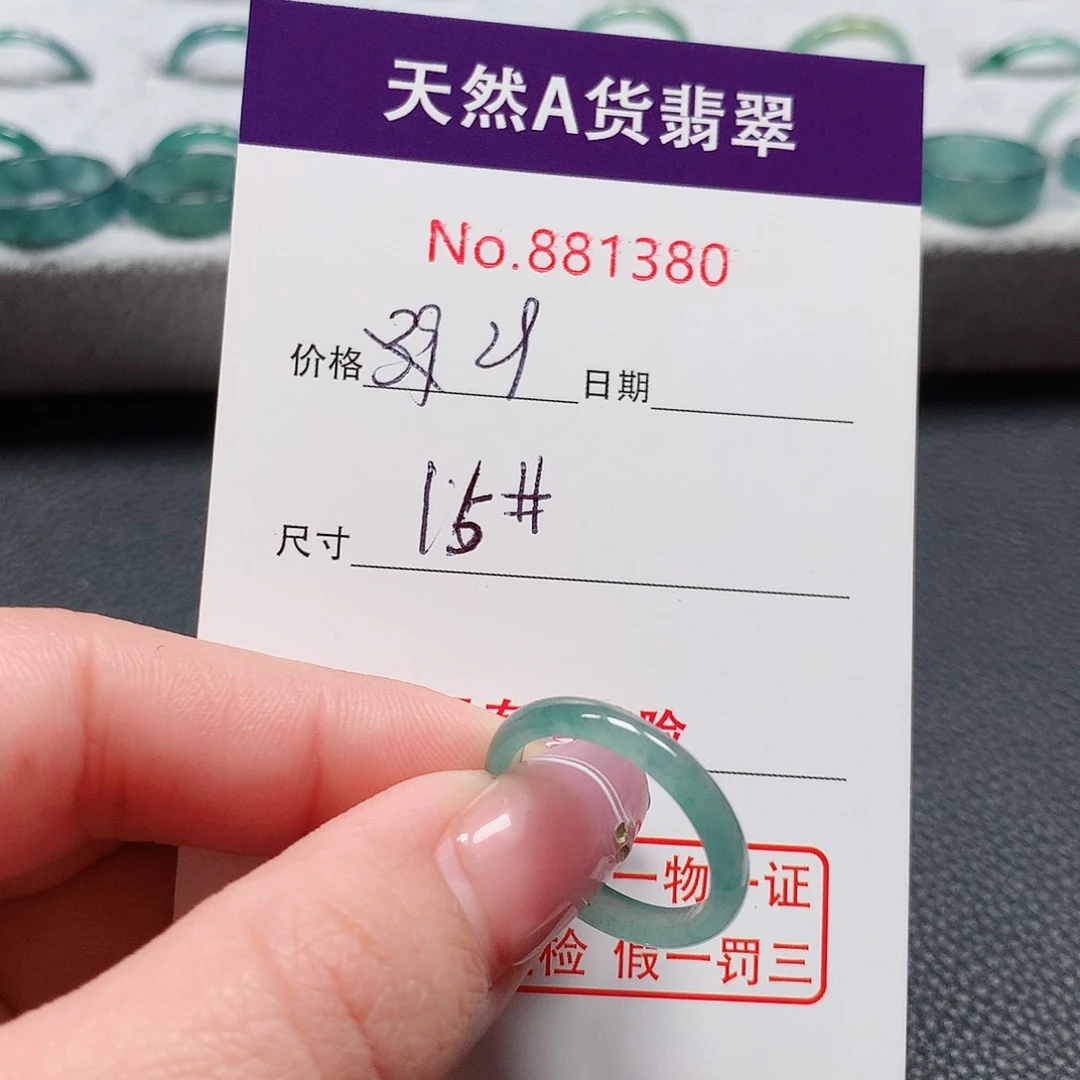 天然A货翡翠
No.881380
价格 日期
尺寸 15#
验
一物一证
检 假一罚三